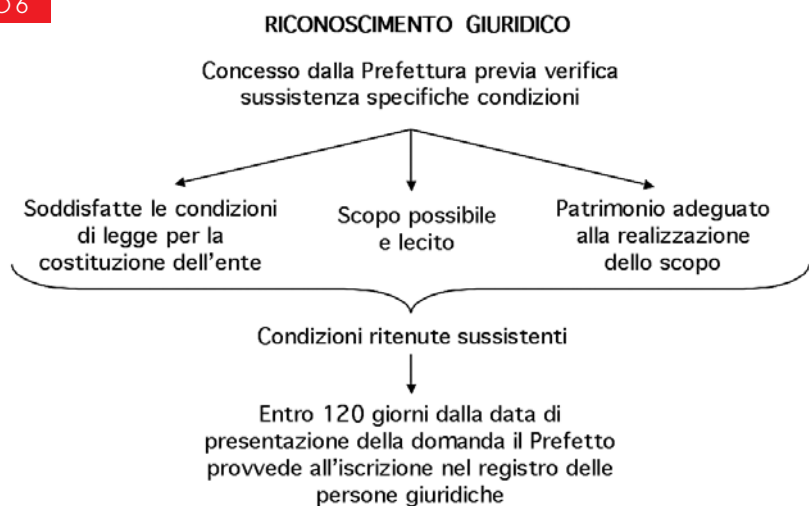 06
RICONOSCIMENTO GIURIDICO
Concesso dalla Prefettura previa verifica
sussistenza specifiche condizioni
Soddisfatte le condizioni
di legge per la
costituzione dell'ente
Scopo possibile
e lecito
Patrimonio adeguato
alla realizzazione
dello scopo
Condizioni ritenute sussistenti
Entro 120 giorni dalla data di
presentazione della domanda il Prefetto
provvede all'iscrizione nel registro delle
persone giuridiche